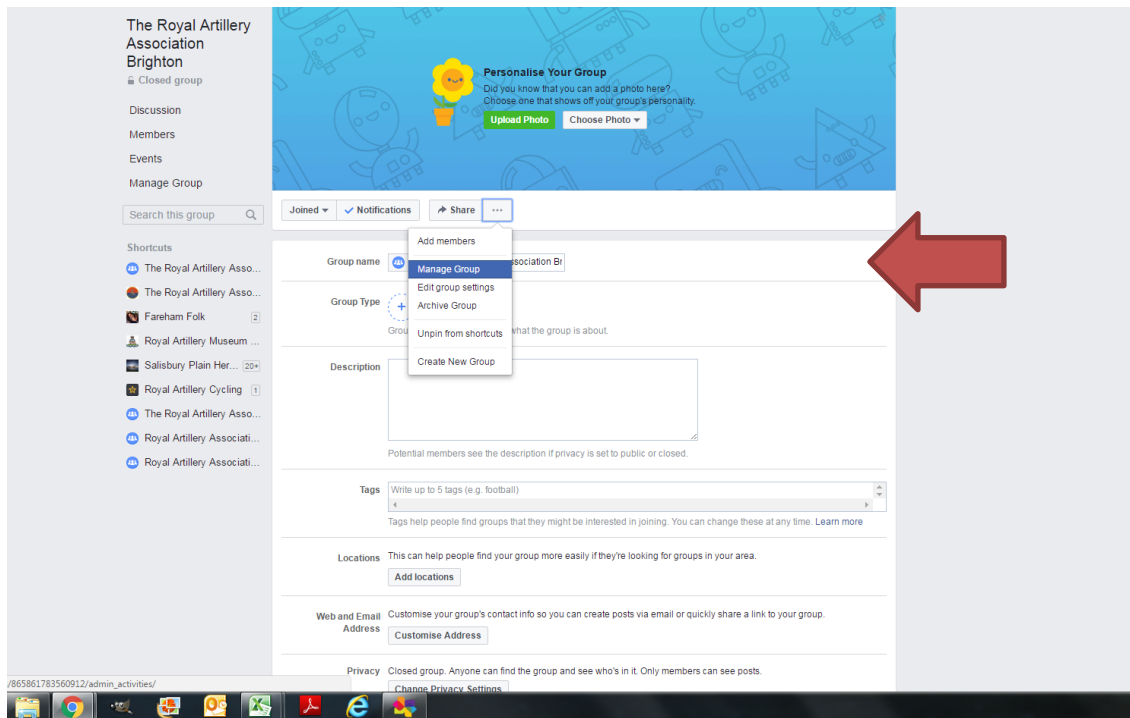 The Royal Artillery
Association
Brighton
Closed group
Discussion
Members
Events
Manage Group
Search this group
Shortcuts
The Royal Artillery Asso...
The Royal Artillery Asso...
Fareham Folk 2
Royal Artillery Museum ...
Salisbury Plain Her... 20+
Royal Artillery Cycling 1
The Royal Artillery Asso...
Royal Artillery Associati...
Royal Artillery Associati...
Personalise Your Group
Did you know that you can add a photo here?
Choose one that shows off your group's personality.
Upload Photo Choose Photo
Joined Notifications Share ...
Add members
Manage Group
Edit group settings
Archive Group
Unpin from shortcuts
Create New Group
Group name
Group Type
what the group is about.
Description
Potential members see the description if privacy is set to public or closed.
Tags Write up to 5 tags (e.g. football)
Tags help people find groups that they might be interested in joining. You can change these at any time. Learn more
Locations This can help people find your group more easily if they're looking for groups in your area.
Add locations
Web and Email Customise your group's contact info so you can create posts via email or quickly share a link to your group.
Address Customise Address
Privacy Closed group. Anyone can find the group and see who's in it. Only members can see posts.
Change Privacy Settings
/865861783560912/admin_activities/